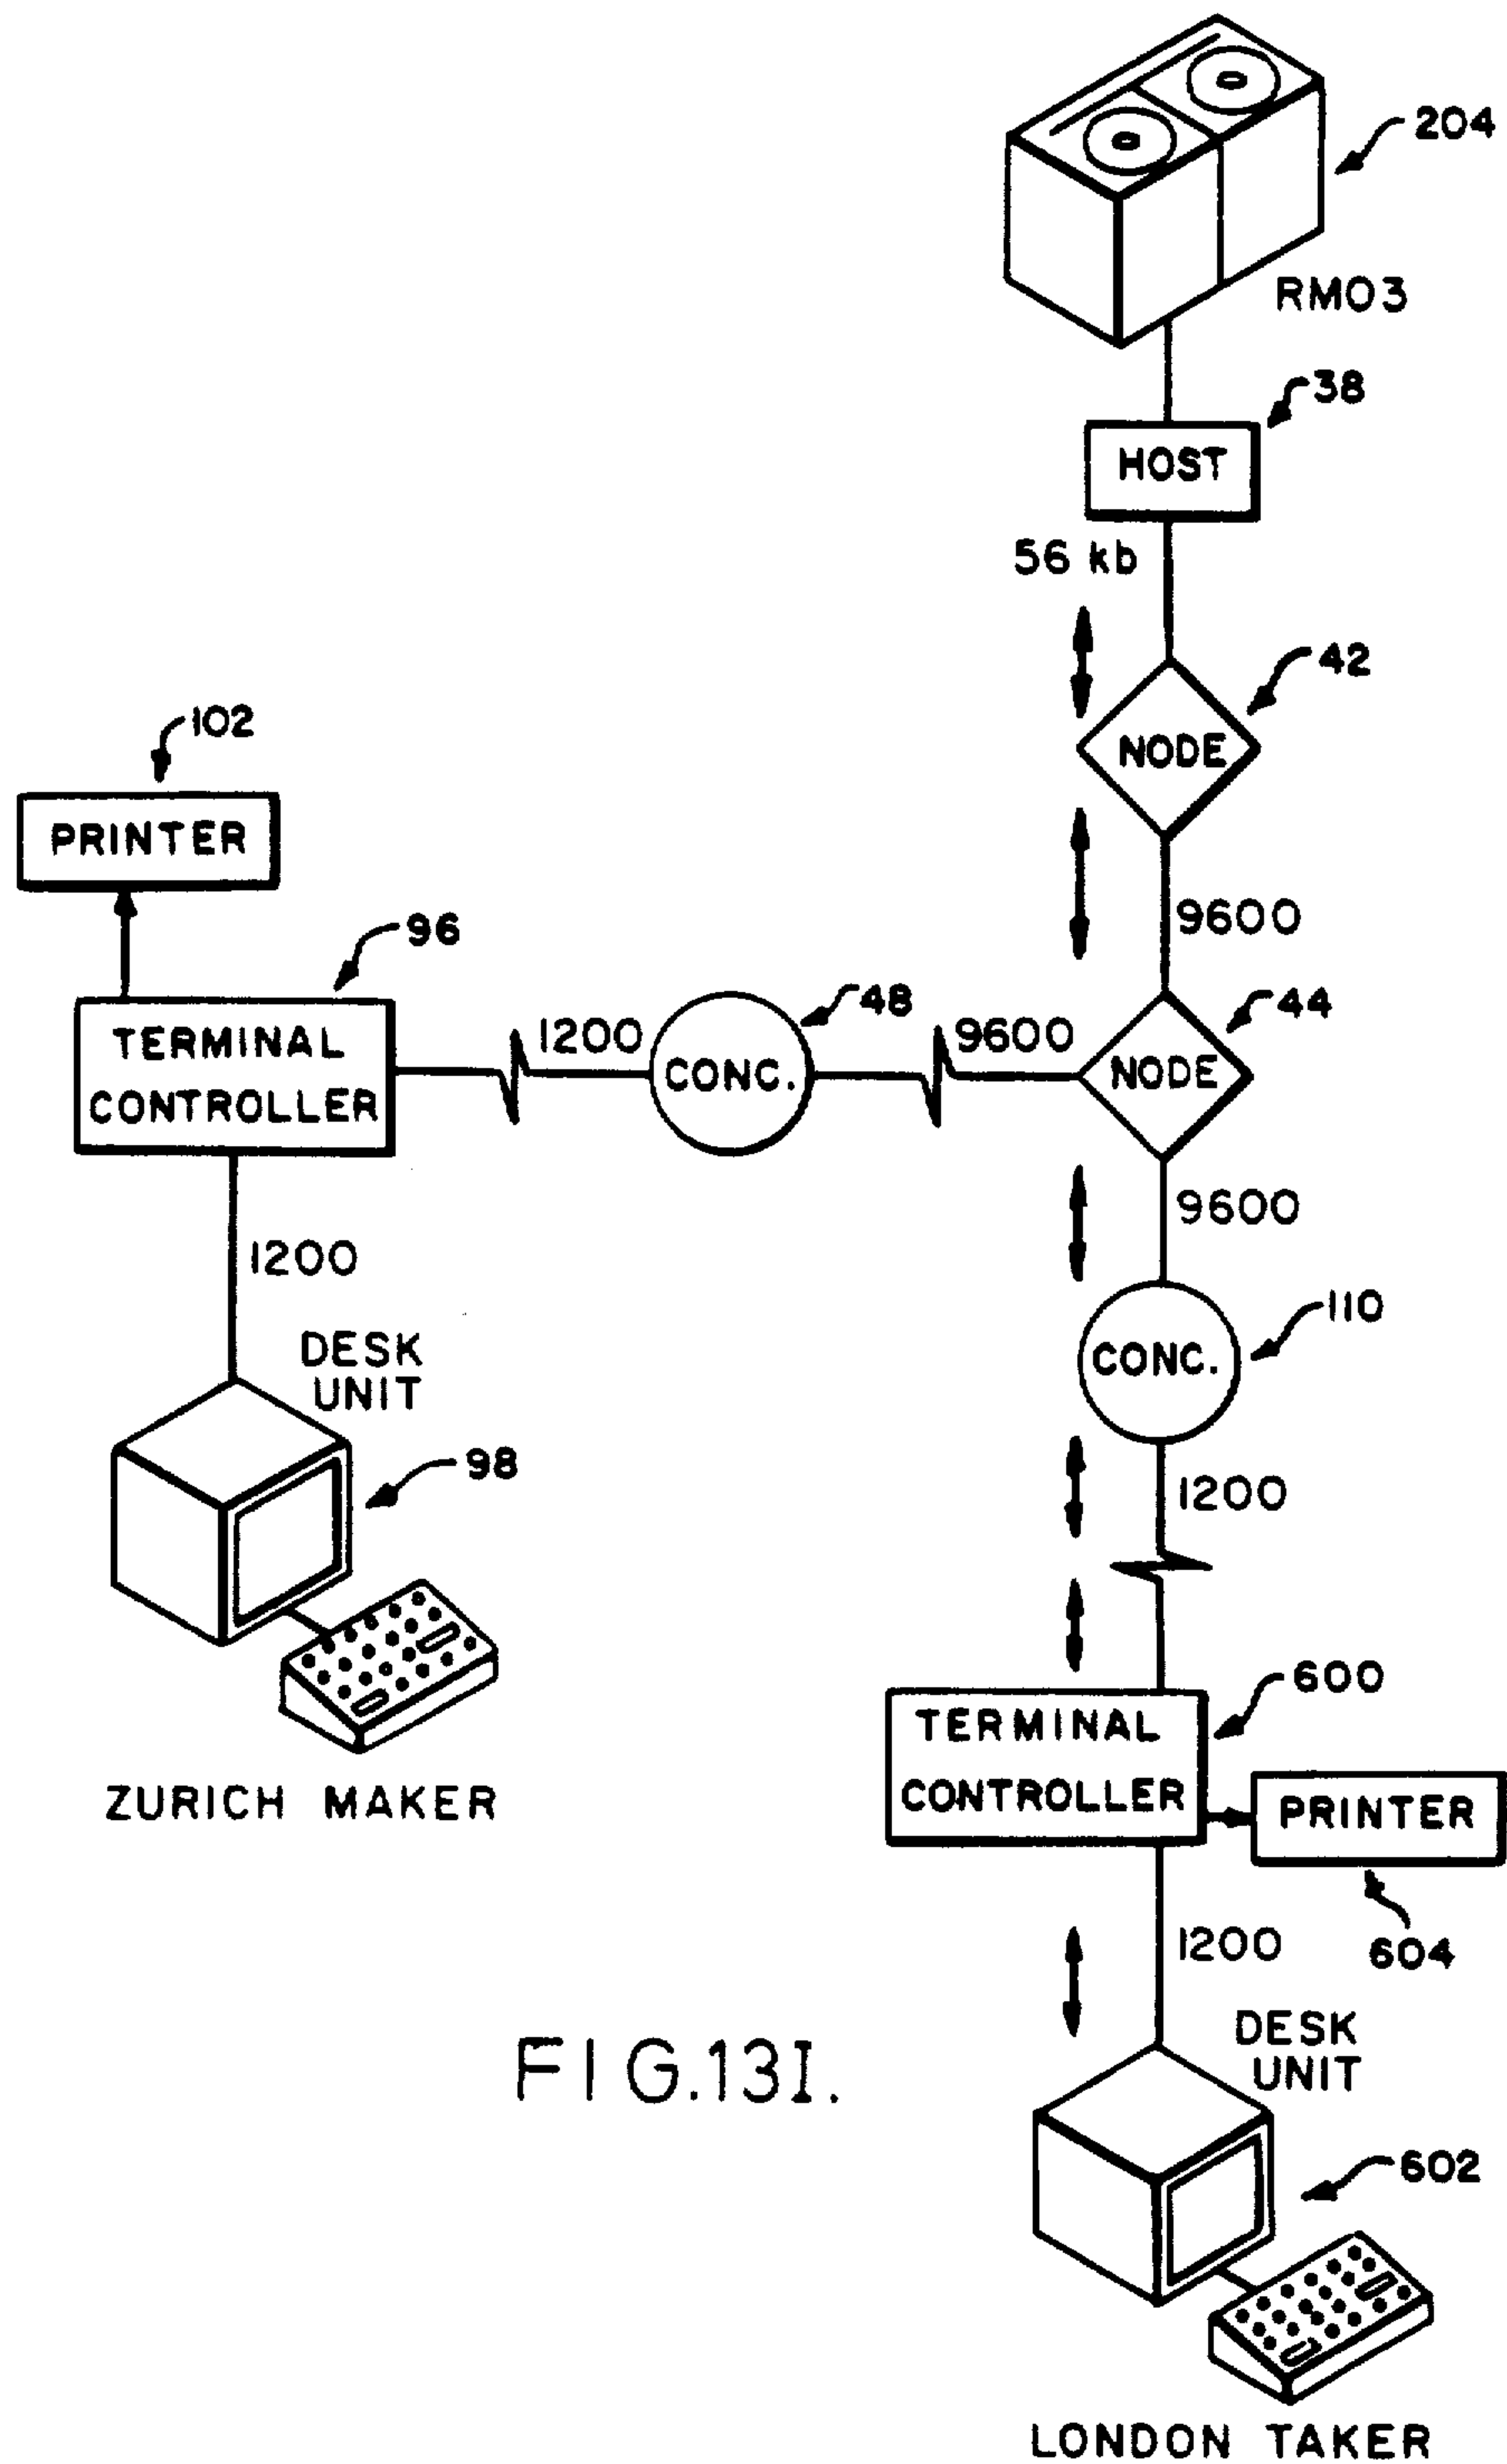 204
RM03
38
HOST
56 kb
42
NODE
102
PRINTER
9600
96
48
44
TERMINAL
CONTROLLER
1200
CONC.
9600
NODE
9600
1200
110
CONC.
DESK
UNIT
98
1200
ZURICH MAKER
600
TERMINAL
CONTROLLER
PRINTER
604
1200
DESK
UNIT
FIG.13I.
602
LONDON TAKER